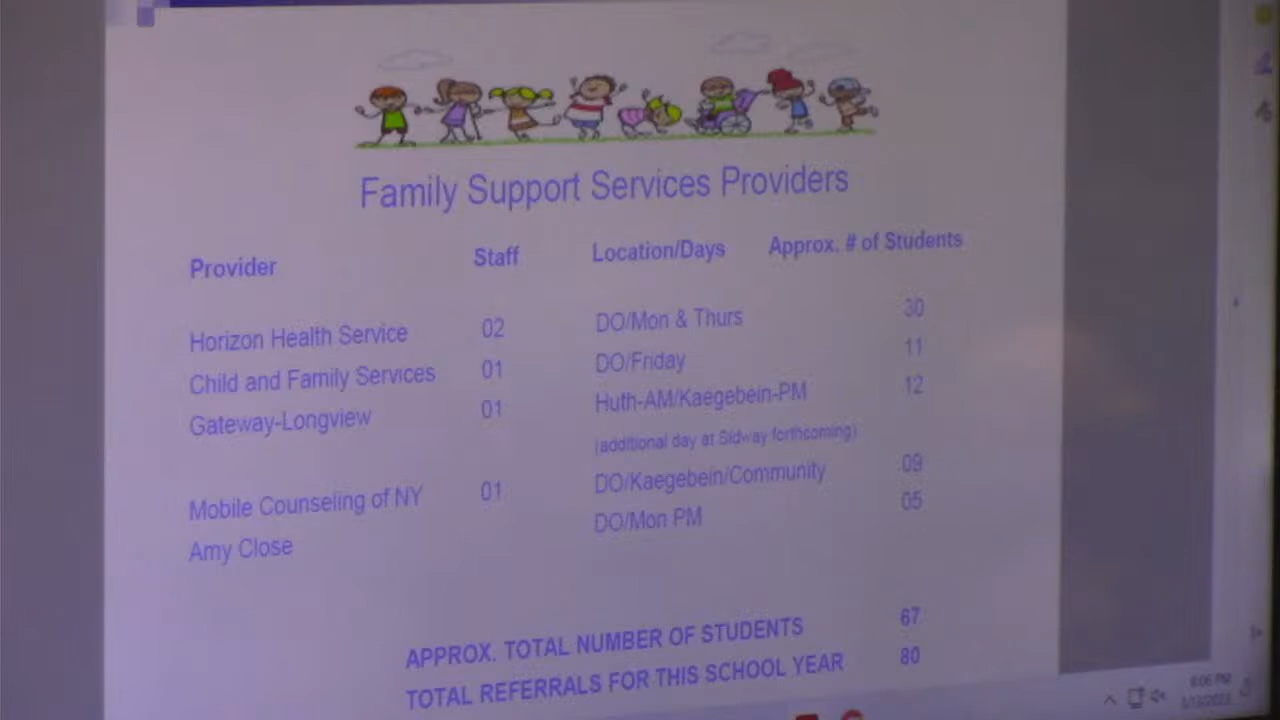 Family Support Services Providers
Provider Staff Location/Days Approx. # of Students
Horizon Health Service 02 DO/Mon & Thurs 30
Child and Family Services 01 DO/Friday 11
Gateway-Longview 01 Huth-AM/Kaegebein-PM 12
(additional day at Sidway forthcoming)
Mobile Counseling of NY 01 DO/Kaegebein/Community 09
Amy Close DO/Mon PM 05
APPROX. TOTAL NUMBER OF STUDENTS 67
TOTAL REFERRALS FOR THIS SCHOOL YEAR 80
6:06 PM